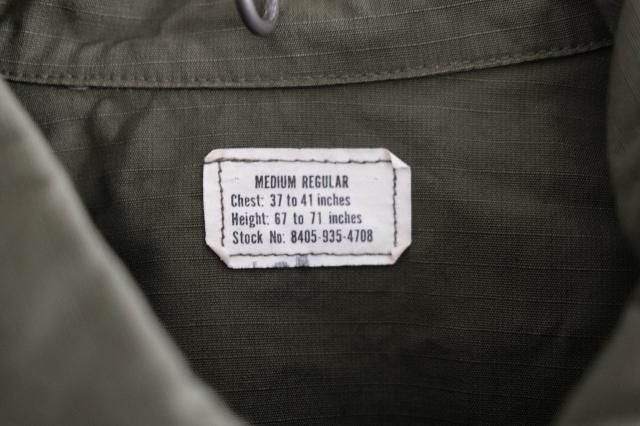 MEDIUM REGULAR
Chest: 37 to 41 inches
Height: 67 to 71 inches
Stock No: 8405-935-4708